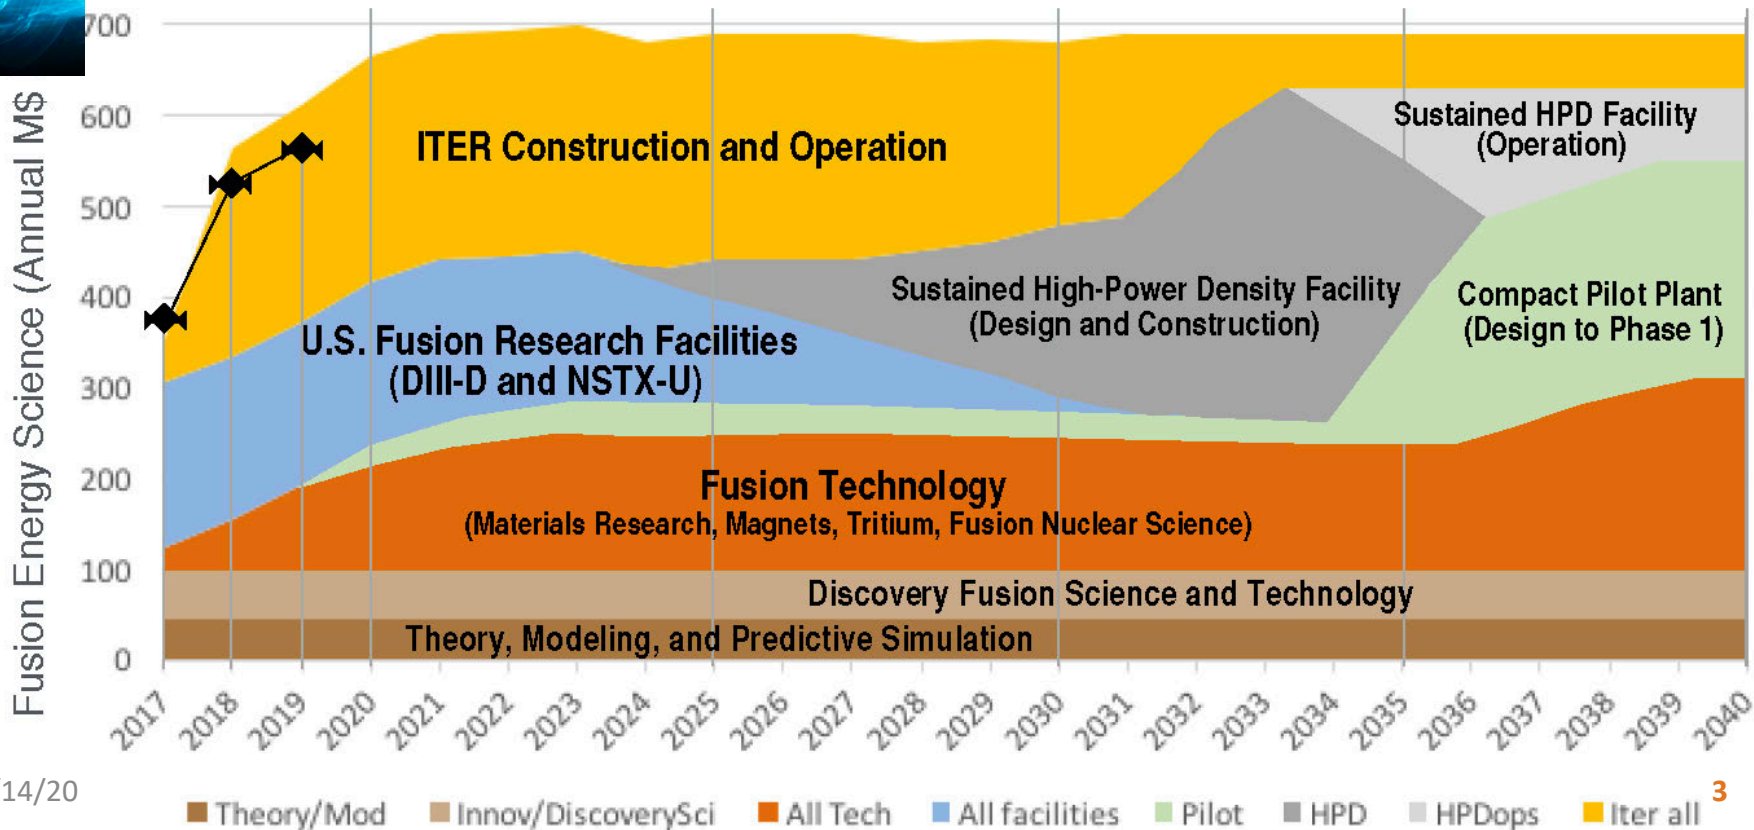 Fusion Energy Science (Annual M$
700
600
500
400
300
200
100
0
ITER Construction and Operation
Sustained HPD Facility
(Operation)
U.S. Fusion Research Facilities
(DIII-D and NSTX-U)
Sustained High-Power Density Facility
(Design and Construction)
Compact Pilot Plant
(Design to Phase 1)
Fusion Technology
(Materials Research, Magnets, Tritium, Fusion Nuclear Science)
Discovery Fusion Science and Technology
Theory, Modeling, and Predictive Simulation
2017 2018 2019 2020 2021 2022 2023 2024 2025 2026 2027 2028 2029 2030 2031 2032 2033 2034 2035 2036 2037 2038 2039 2040
/14/20
3
Theory/Mod Innov/DiscoverySci All Tech All facilities Pilot HPD HPDops Iter all